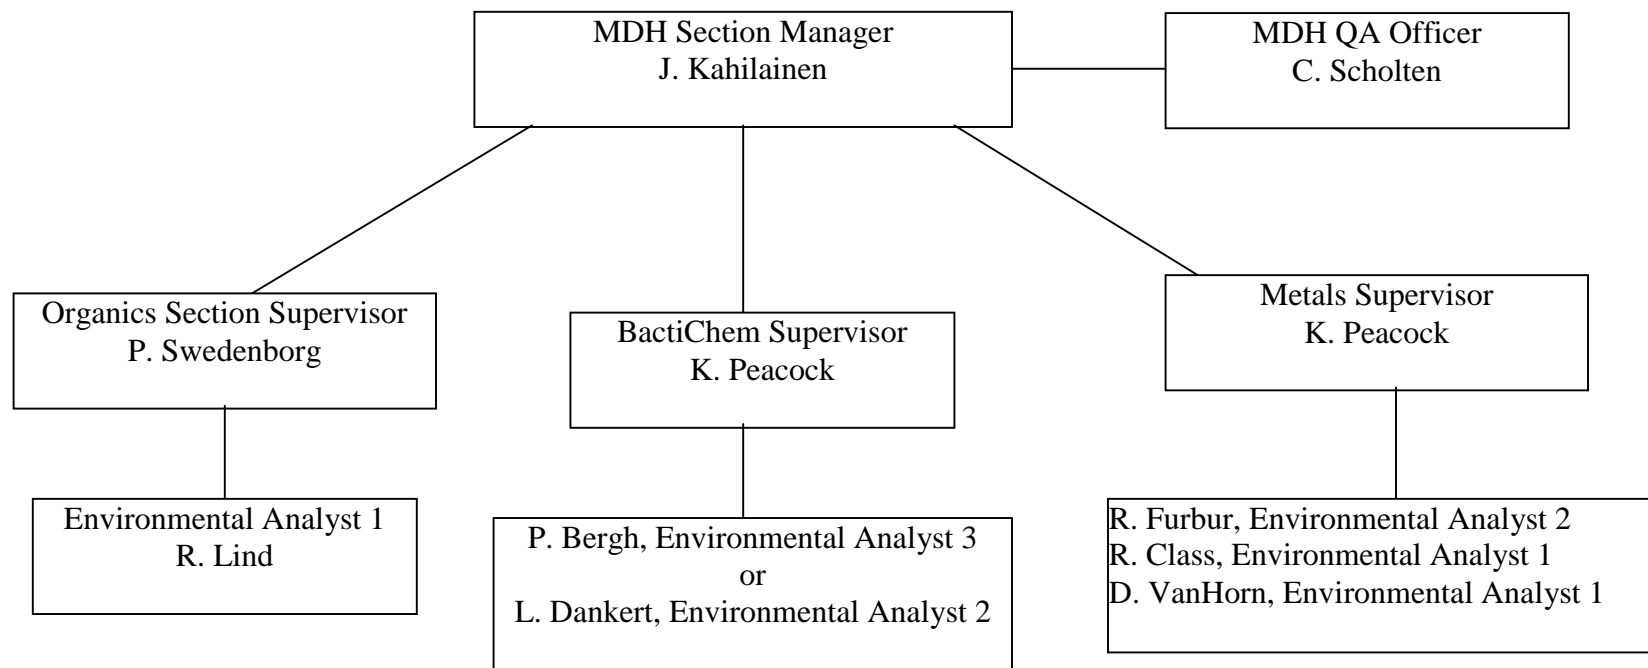 MDH Section Manager
J. Kahilainen
MDH QA Officer
C. Scholten
Organics Section Supervisor
P. Swedenborg
BactiChem Supervisor
K. Peacock
Metals Supervisor
K. Peacock
Environmental Analyst 1
R. Lind
P. Bergh, Environmental Analyst 3
or
L. Dankert, Environmental Analyst 2
R. Furbur, Environmental Analyst 2
R. Class, Environmental Analyst 1
D. VanHorn, Environmental Analyst 1